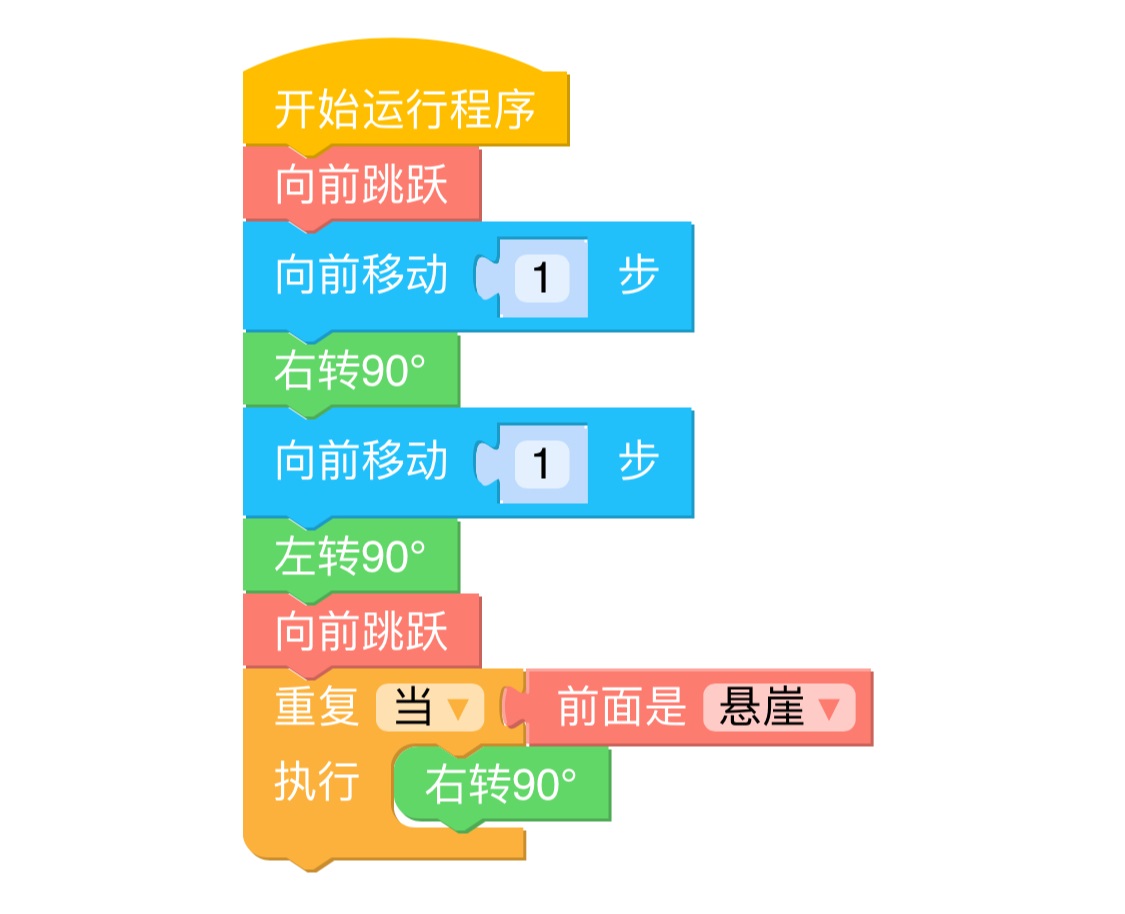 开始运行程序
向前跳跃
向前移动 1 步
右转90°
向前移动 1 步
左转90°
向前跳跃
重复 当▼ 前面是 悬崖▼
执行 右转90°